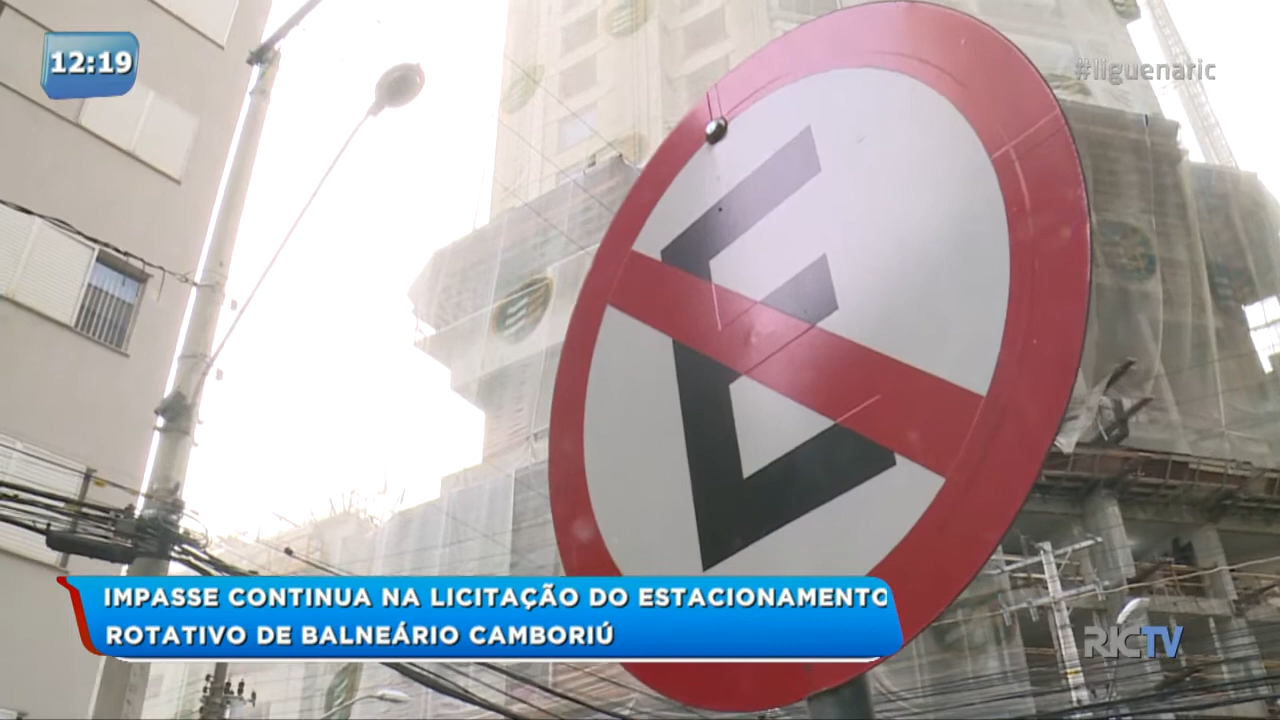 12:19
#liguenaric
E
IMPASSE CONTINUA NA LICITAÇÃO DO ESTACIONAMENTO
ROTATIVO DE BALNEÁRIO CAMBORIÚ
RICTV